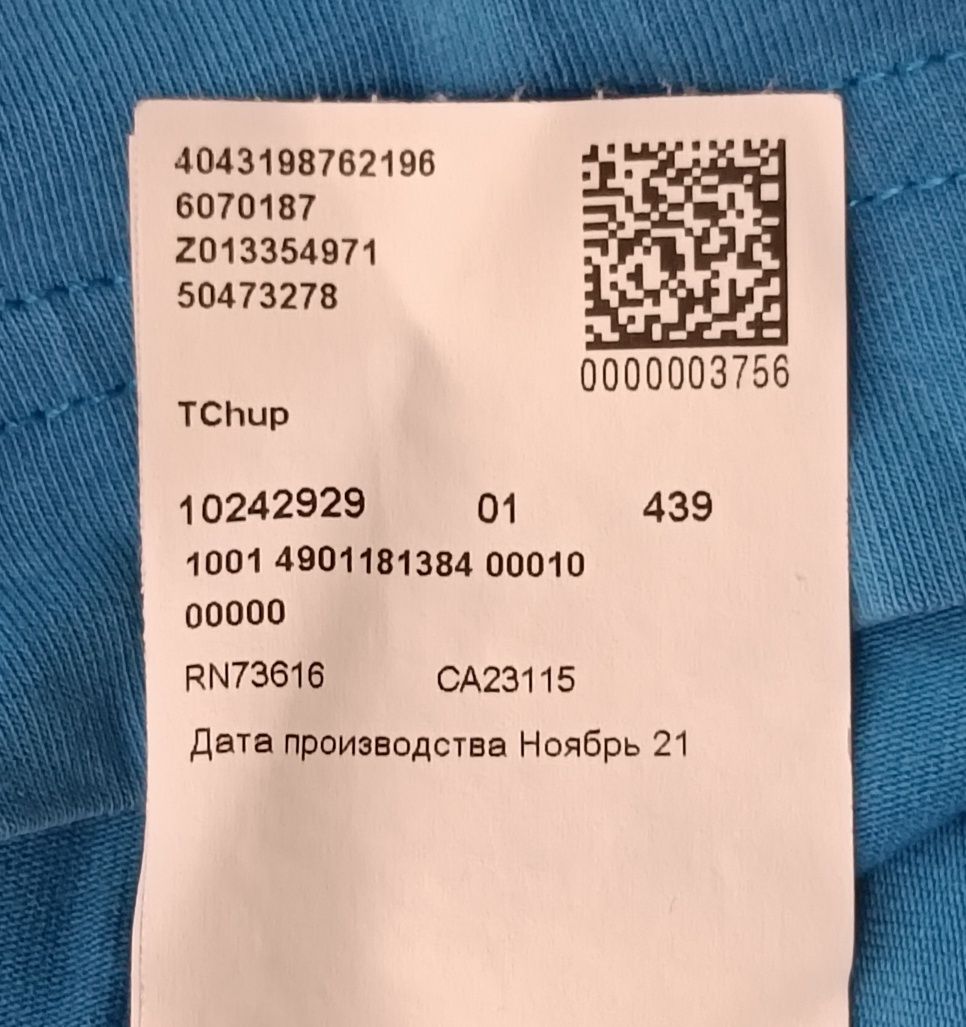 4043198762196
6070187
Z013354971
50473278
0000003756
TChup
10242929 01 439
1001 4901181384 00010
00000
RN73616 CA23115
Дата производства Ноябрь 21